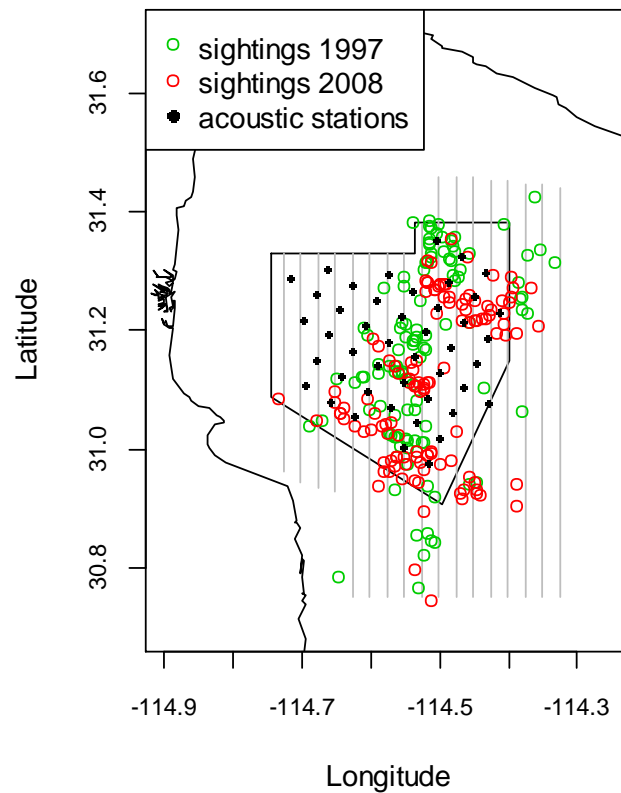 sightings 1997
sightings 2008
acoustic stations
Latitude
31.6
31.4
31.2
31.0
30.8
-114.9
-114.7
-114.5
-114.3
Longitude